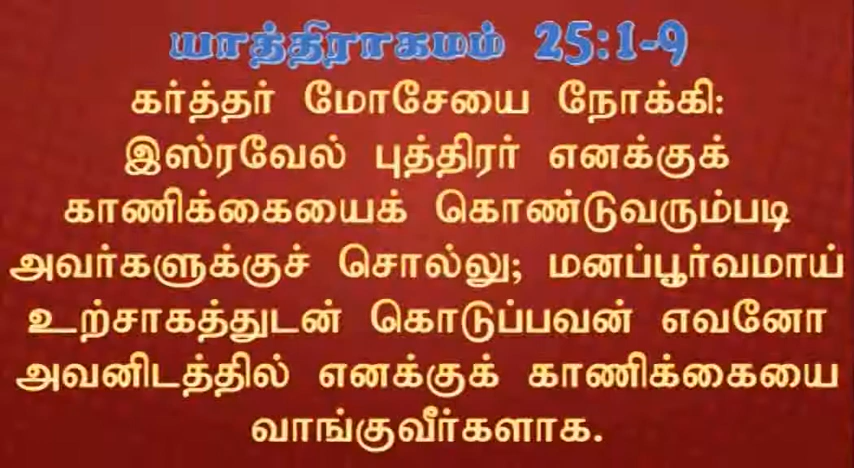 யாத்திராகமம் 25:1-9
கர்த்தர் மோசேயை நோக்கி:
இஸ்ரவேல் புத்திரர் எனக்குக்
காணிக்கையைக் கொண்டுவரும்படி
அவர்களுக்குச் சொல்லு; மனப்பூர்வமாய்
உற்சாகத்துடன் கொடுப்பவன் எவனோ
அவனிடத்தில் எனக்குக் காணிக்கையை
வாங்குவீர்களாக.